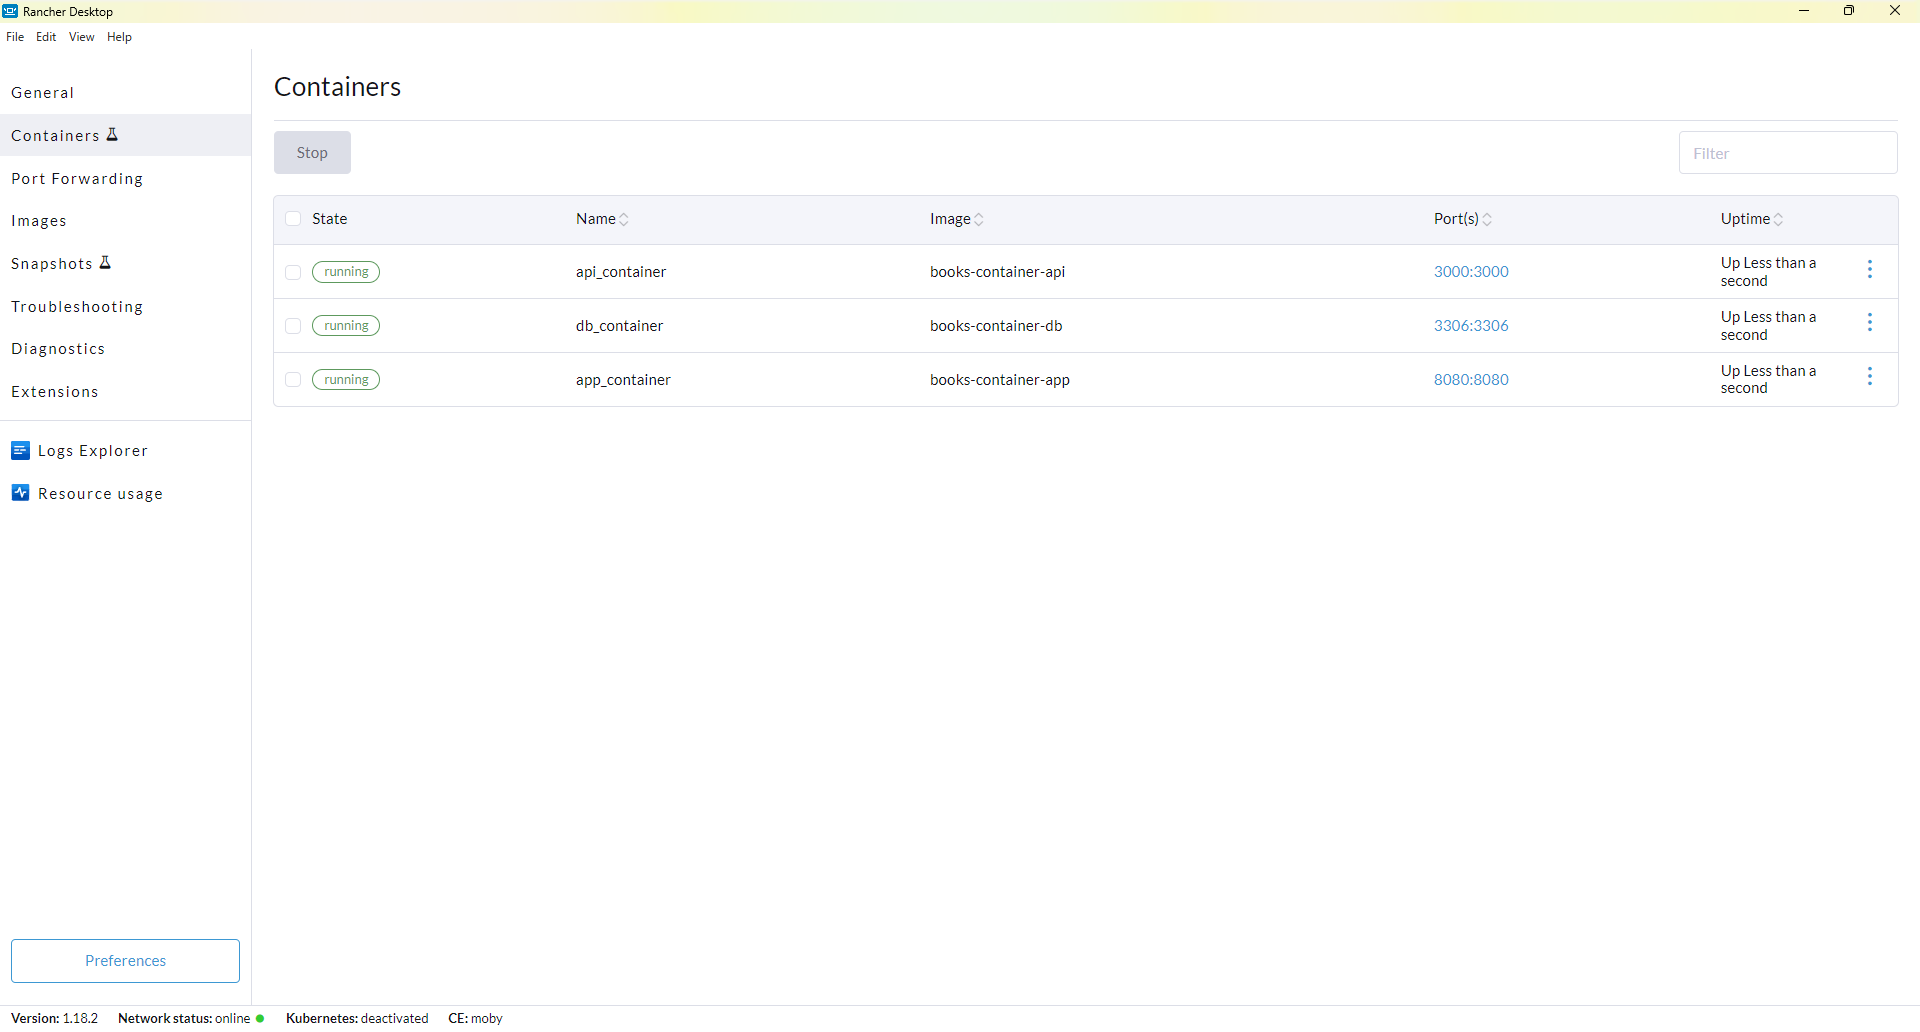 Rancher Desktop
File Edit View Help
General
Containers
Port Forwarding
Images
Snapshots
Troubleshooting
Diagnostics
Extensions
Logs Explorer
Resource usage
Preferences
Containers
Stop
Filter
State Name Image Port(s) Uptime
running api_container books-container-api 3000:3000 Up Less than a
second
running db_container books-container-db 3306:3306 Up Less than a
second
running app_container books-container-app 8080:8080 Up Less than a
second
Version: 1.18.2 Network status: online Kubernetes: deactivated CE: moby